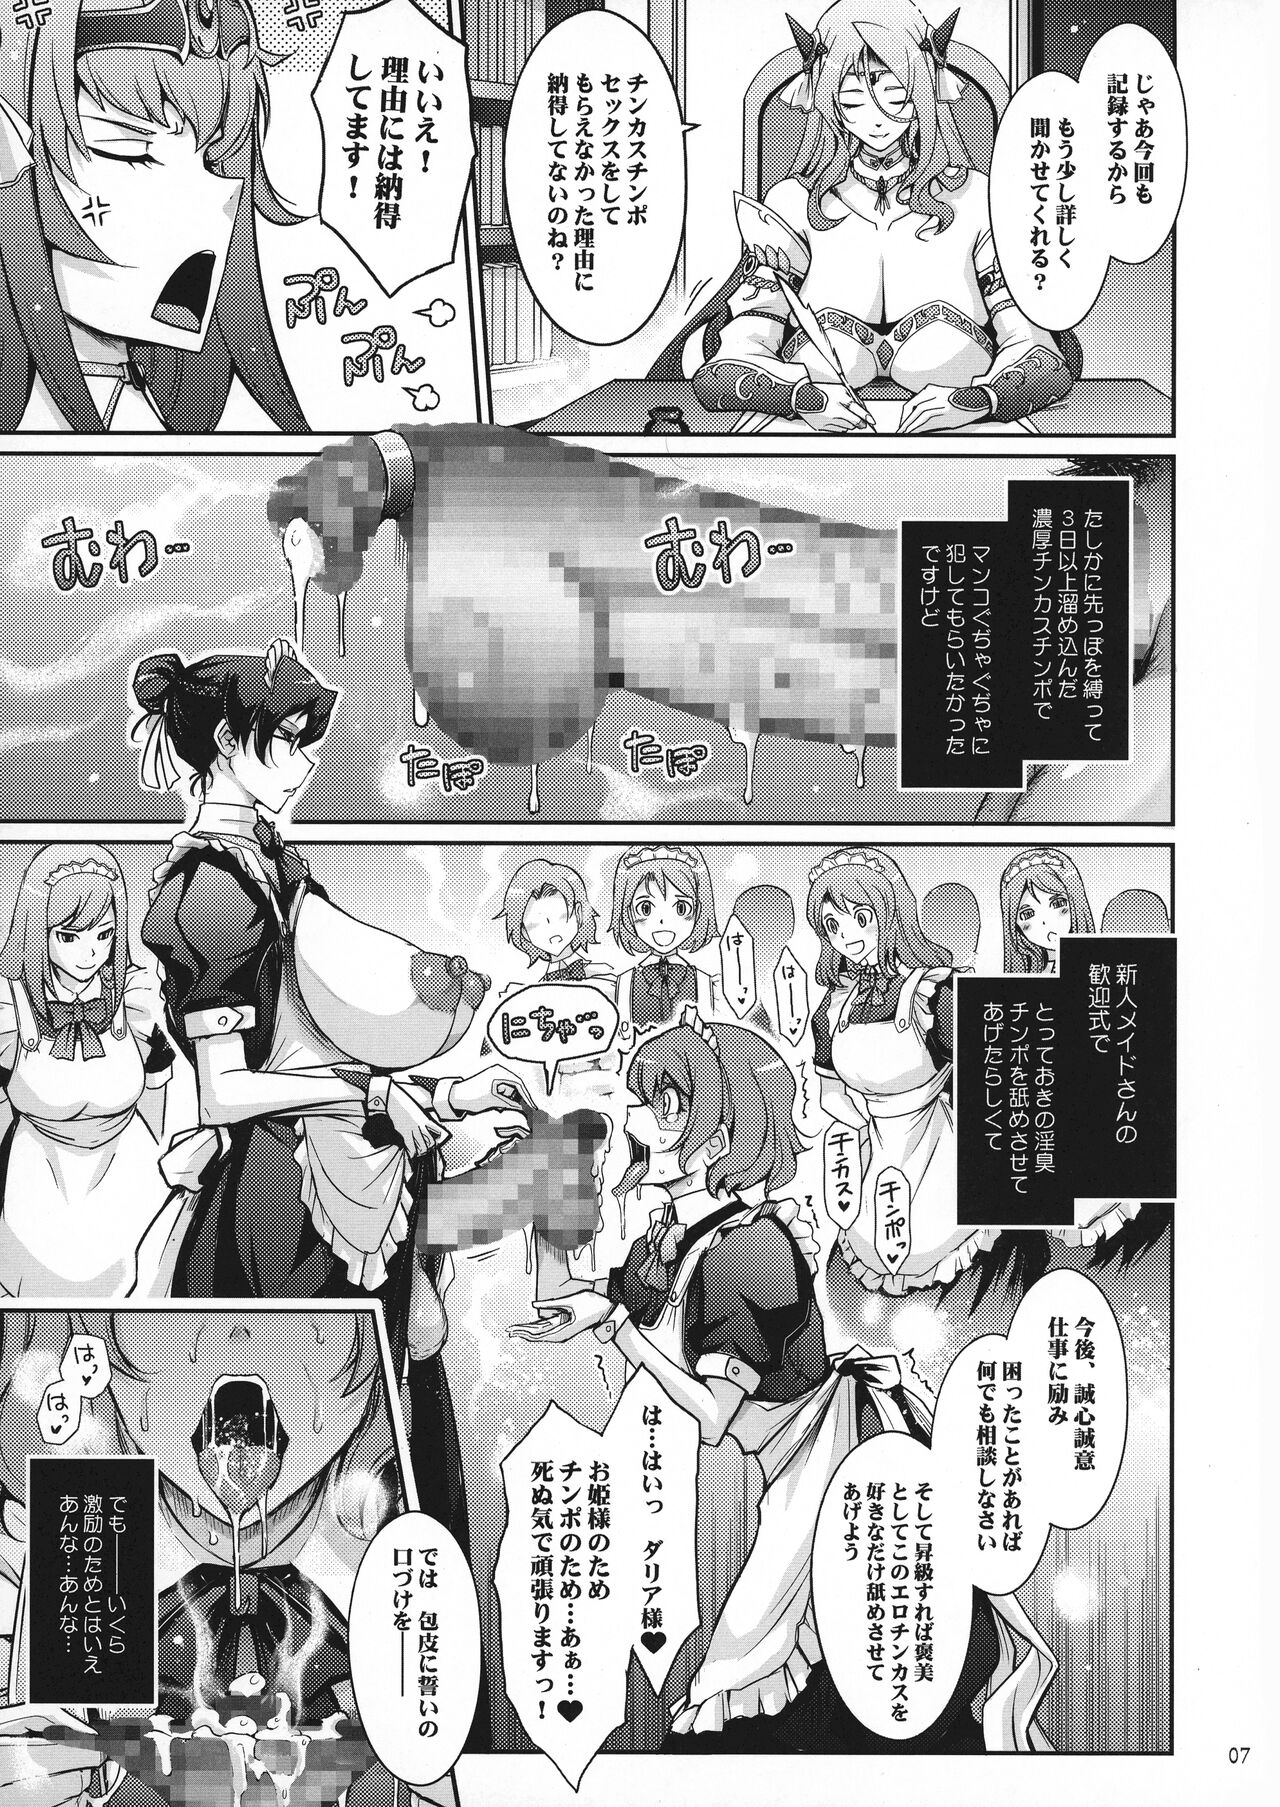 じゃあ今回も
記録するから
もう少し詳しく
聞かせてくれる？
チンカスチンポ
セックスをして
もらえなかった理由に
納得してないのね？
いいえ！
理由には納得
してます！
ぷん
ぷん
たしかに先っぽを縛って
３日以上溜め込んだ
濃厚チンカスチンポで
マンコぐちゃぐちゃに
犯してもらいたかった
ですけど
むわ…
むわ…
たぽ
たぽ
新人メイドさんの
歓迎式で
とっておきの淫臭
チンポを舐めさせて
あげたらしくて
はーっ♥
はーっ♥
チンカス♥
チンポっ♥
にちゃ゛っ
今後、誠心誠意
仕事に励み
困ったことがあれば
何でも相談しなさい
そして昇級すれば褒美
としてこのエロチンカスを
好きなだけ舐めさせて
あげよう
は…はいっ　ダリア様♥
お姫様のため
チンポのため…あぁ…♥
死ぬ気で頑張りますっ！
では　包皮に誓いの
口づけを――
はっ♥
はっ♥
でも――いくら
激励のためとはいえ
あんな…あんな…
07